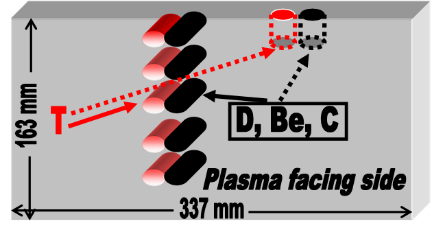 163 mm
T
D, Be, C
Plasma facing side
337 mm